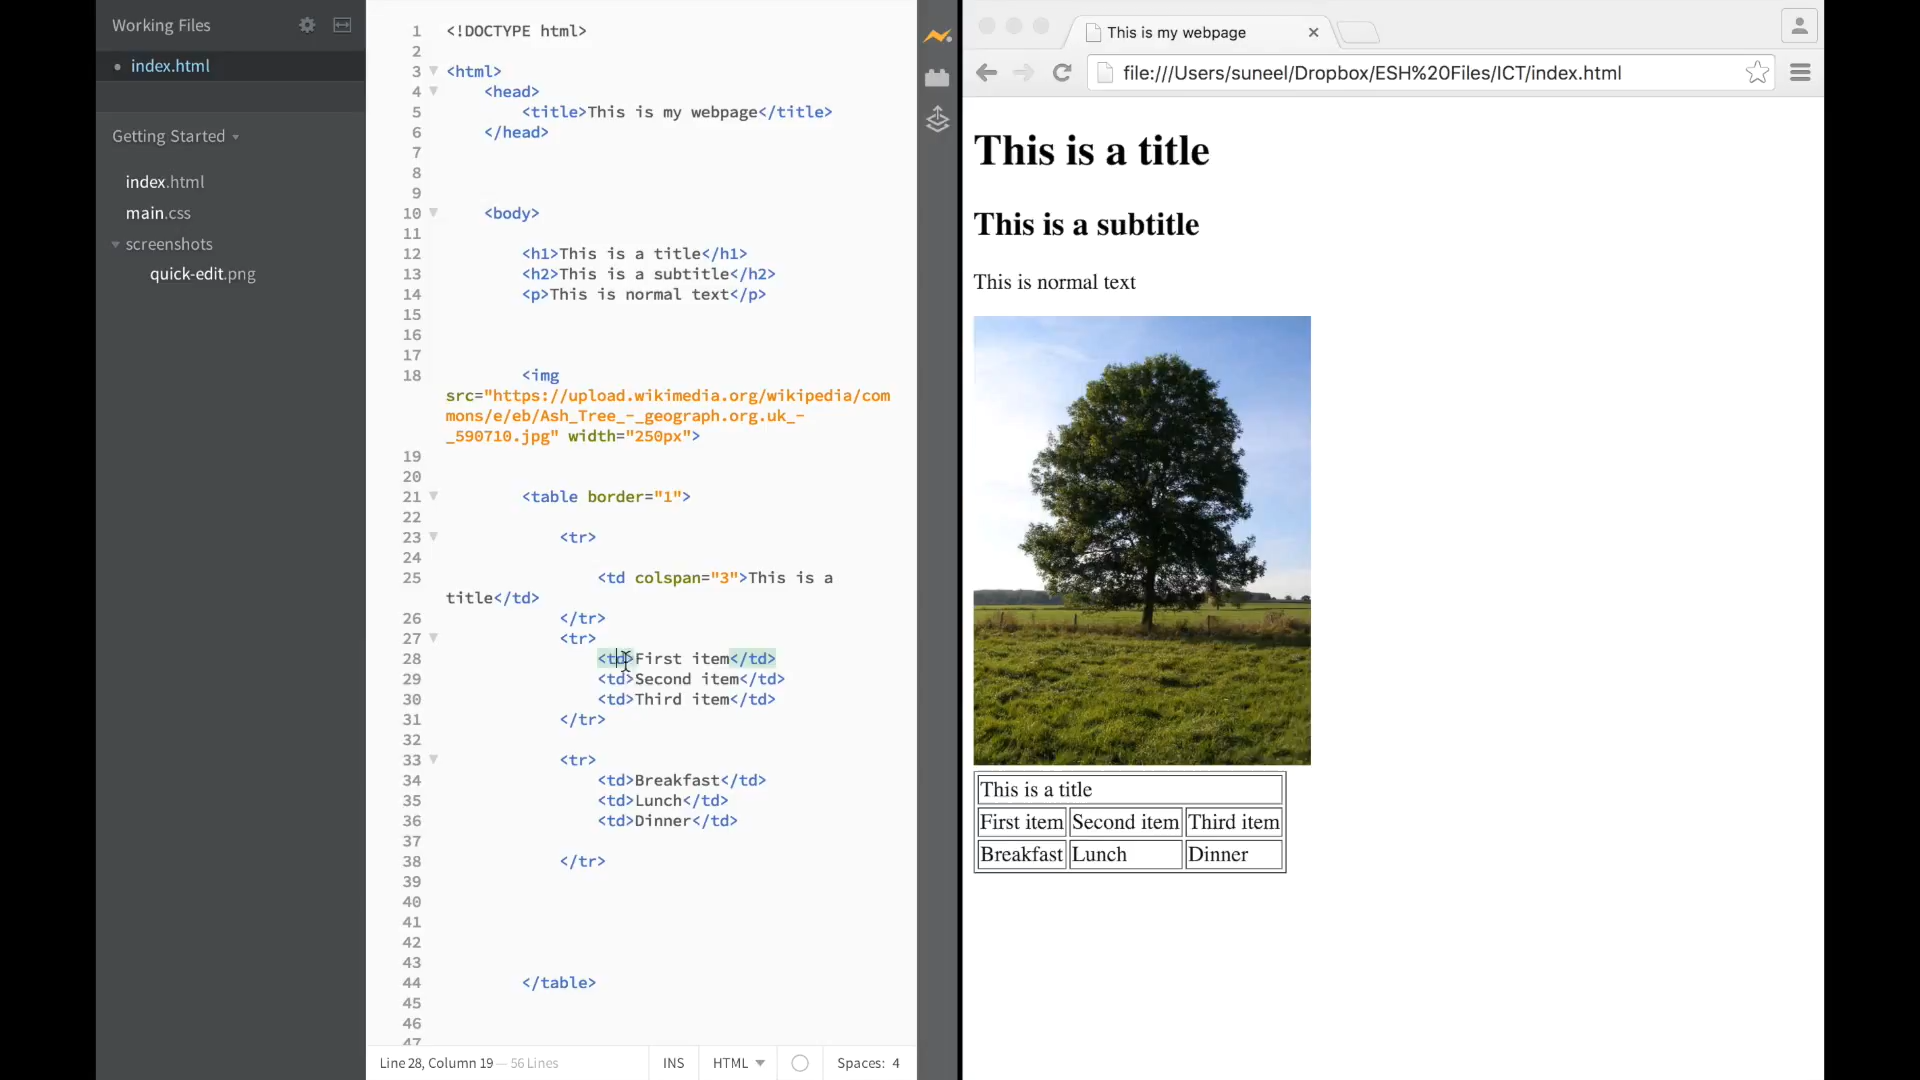 Working Files
index.html
Getting Started
index.html
main.css
screenshots
quick-edit.png
1 <!DOCTYPE html>
2
3 <html>
4 <head>
5 <title>This is my webpage</title>
6 </head>
7
8
9
10 <body>
11
12 <h1>This is a title</h1>
13 <h2>This is a subtitle</h2>
14 <p>This is normal text</p>
15
16
17
18 <img
src="https://upload.wikimedia.org/wikipedia/com
mons/e/eb/Ash_Tree_-_geograph.org.uk_-
_590710.jpg" width="250px">
19
20
21 <table border="1">
22
23 <tr>
24
25 <td colspan="3">This is a
title</td>
26 </tr>
27 <tr>
28 <td>First item</td>
29 <td>Second item</td>
30 <td>Third item</td>
31 </tr>
32
33 <tr>
34 <td>Breakfast</td>
35 <td>Lunch</td>
36 <td>Dinner</td>
37
38 </tr>
39
40
41
42
43
44 </table>
45
46
47
Line 28, Column 19 — 56 Lines
INS
HTML
Spaces: 4
This is my webpage
file:///Users/suneel/Dropbox/ESH%20Files/ICT/index.html
This is a title
This is a subtitle
This is normal text
This is a title
First item Second item Third item
Breakfast Lunch Dinner